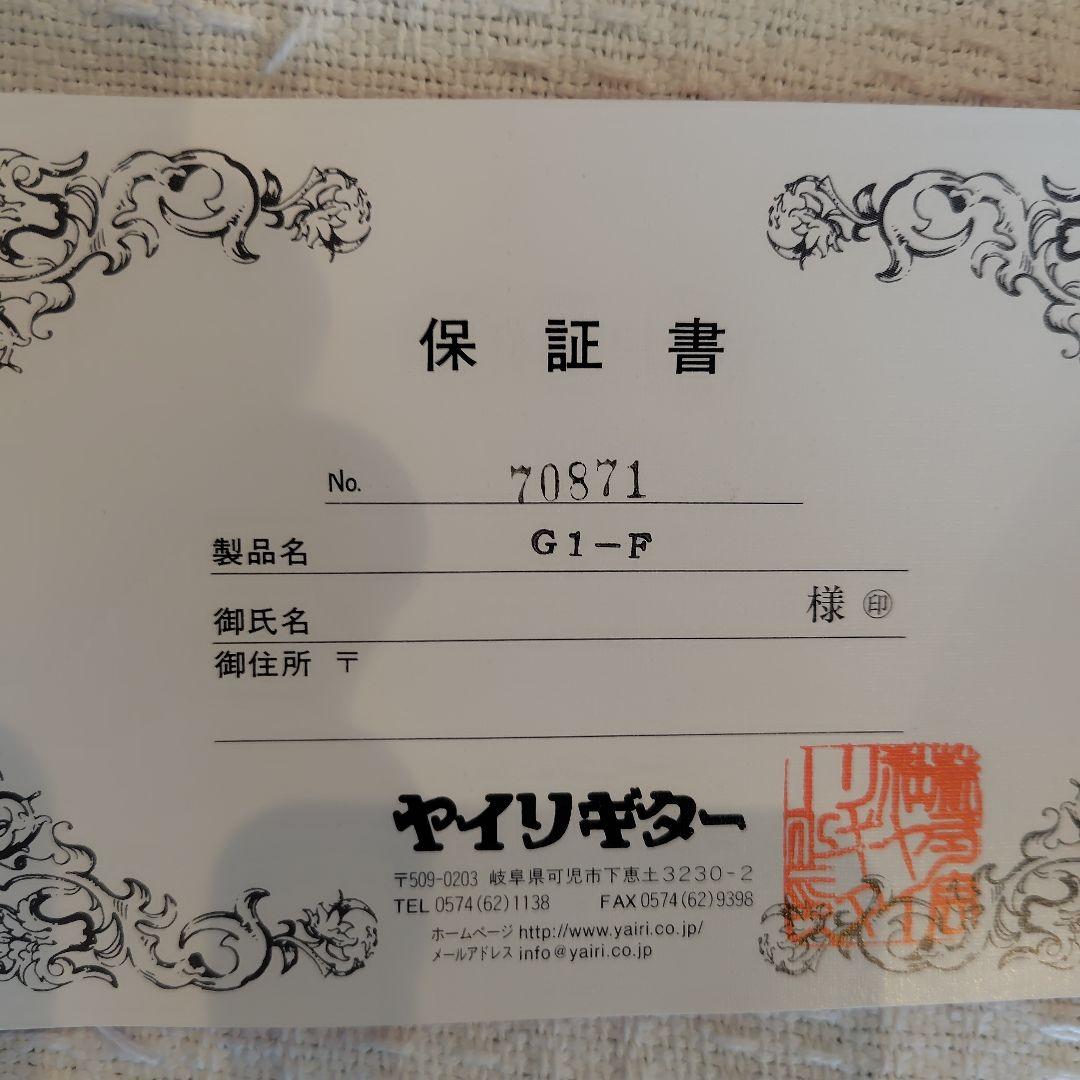 保証書
No. 70871
製品名 G1-F
御氏名 様 ㊞
御住所 〒
ヤイリギター
〒509-0203 岐阜県可児市下恵土3230-2
TEL 0574(62)1138 FAX 0574(62)9398
ホームページ http://www.yairi.co.jp/
メールアドレス info@yairi.co.jp